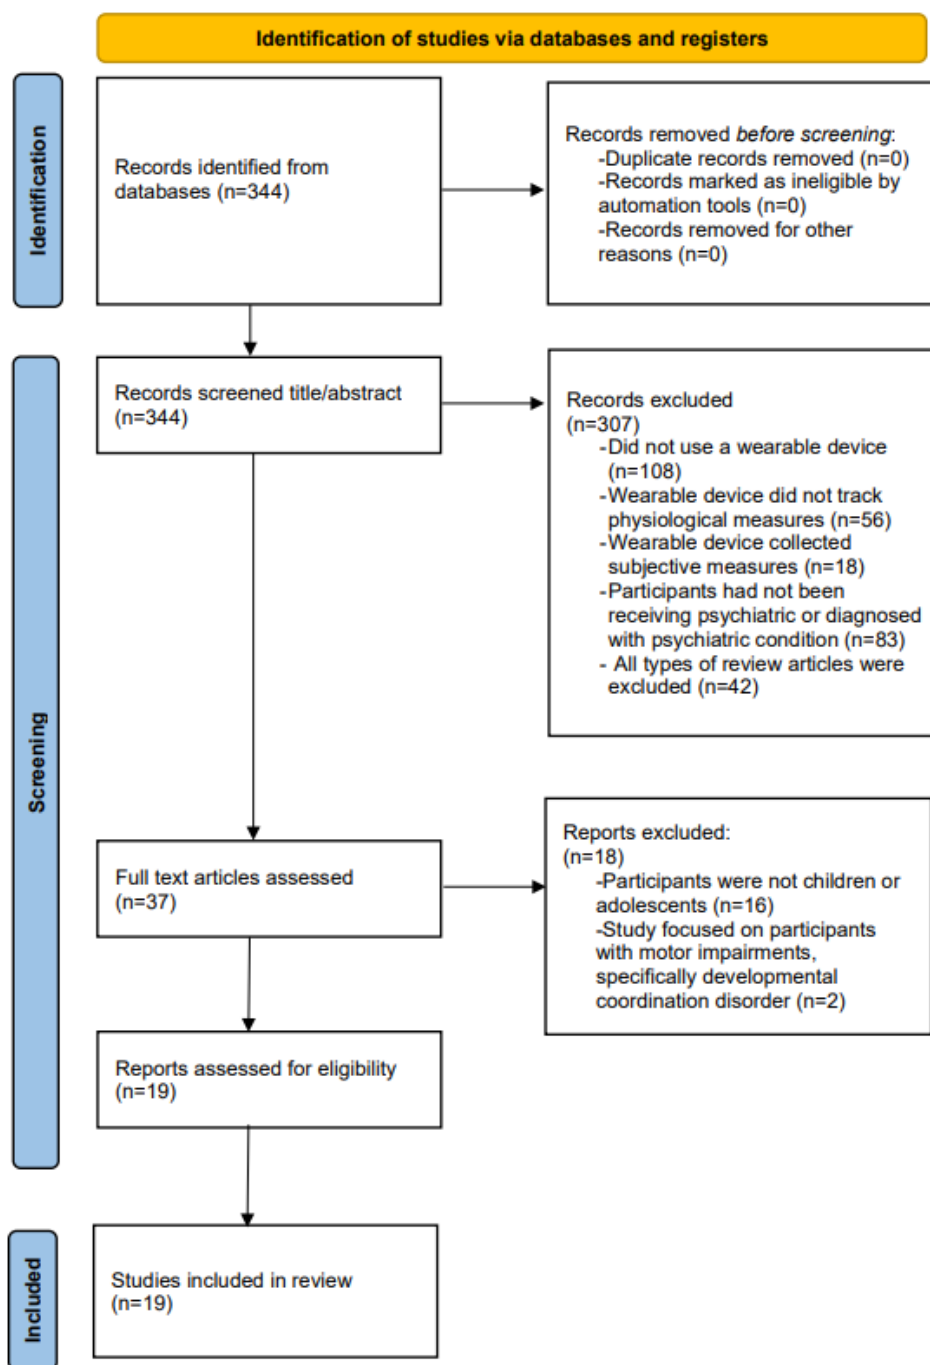 Identification of studies via databases and registers
Identification
Records identified from
databases (n=344)
Records removed before screening:
-Duplicate records removed (n=0)
-Records marked as ineligible by
automation tools (n=0)
-Records removed for other
reasons (n=0)
Screening
Records screened title/abstract
(n=344)
Records excluded
(n=307)
-Did not use a wearable device
(n=108)
-Wearable device did not track
physiological measures (n=56)
-Wearable device collected
subjective measures (n=18)
-Participants had not been
receiving psychiatric or diagnosed
with psychiatric condition (n=83)
- All types of review articles were
excluded (n=42)
Full text articles assessed
(n=37)
Reports excluded:
(n=18)
-Participants were not children or
adolescents (n=16)
-Study focused on participants
with motor impairments,
specifically developmental
coordination disorder (n=2)
Reports assessed for eligibility
(n=19)
Included
Studies included in review
(n=19)